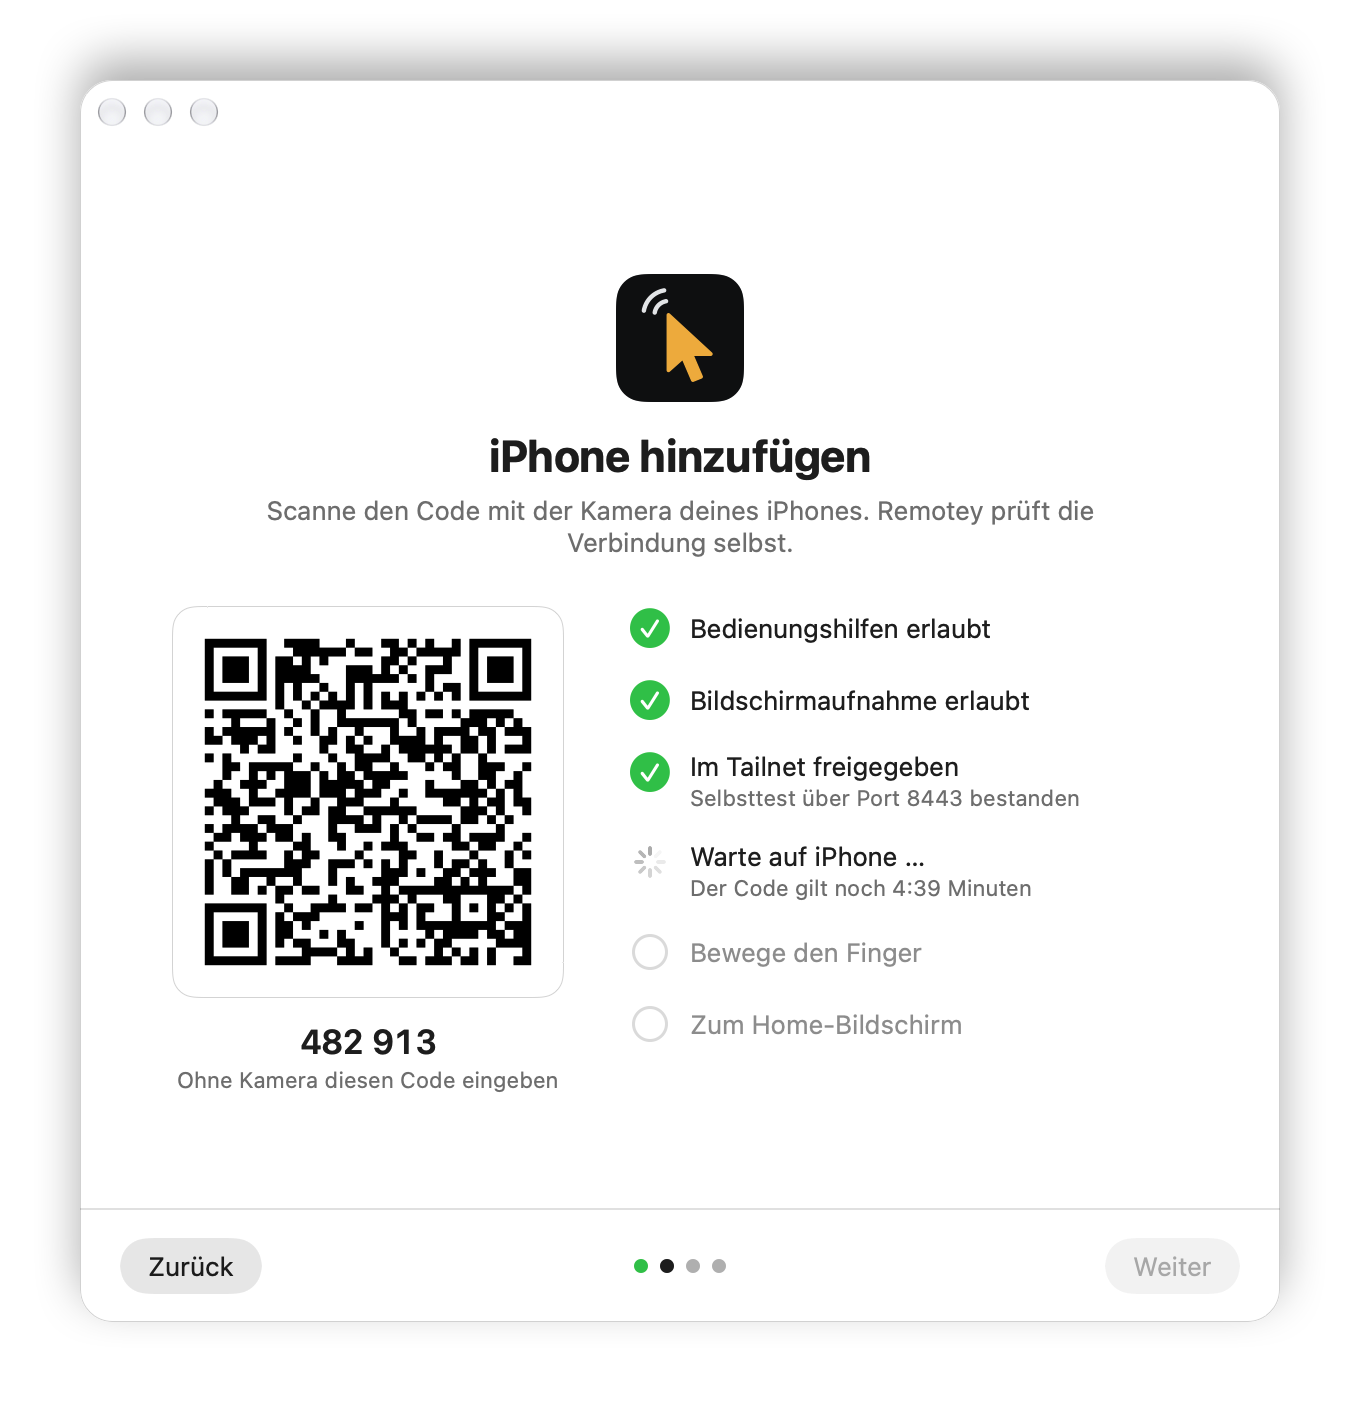 iPhone hinzufügen
Scanne den Code mit der Kamera deines iPhones. Remotey prüft die
Verbindung selbst.
482 913
Ohne Kamera diesen Code eingeben
Bedienungshilfen erlaubt
Bildschirmaufnahme erlaubt
Im Tailnet freigegeben
Selbsttest über Port 8443 bestanden
Warte auf iPhone ...
Der Code gilt noch 4:39 Minuten
Bewege den Finger
Zum Home-Bildschirm
Zurück
Weiter